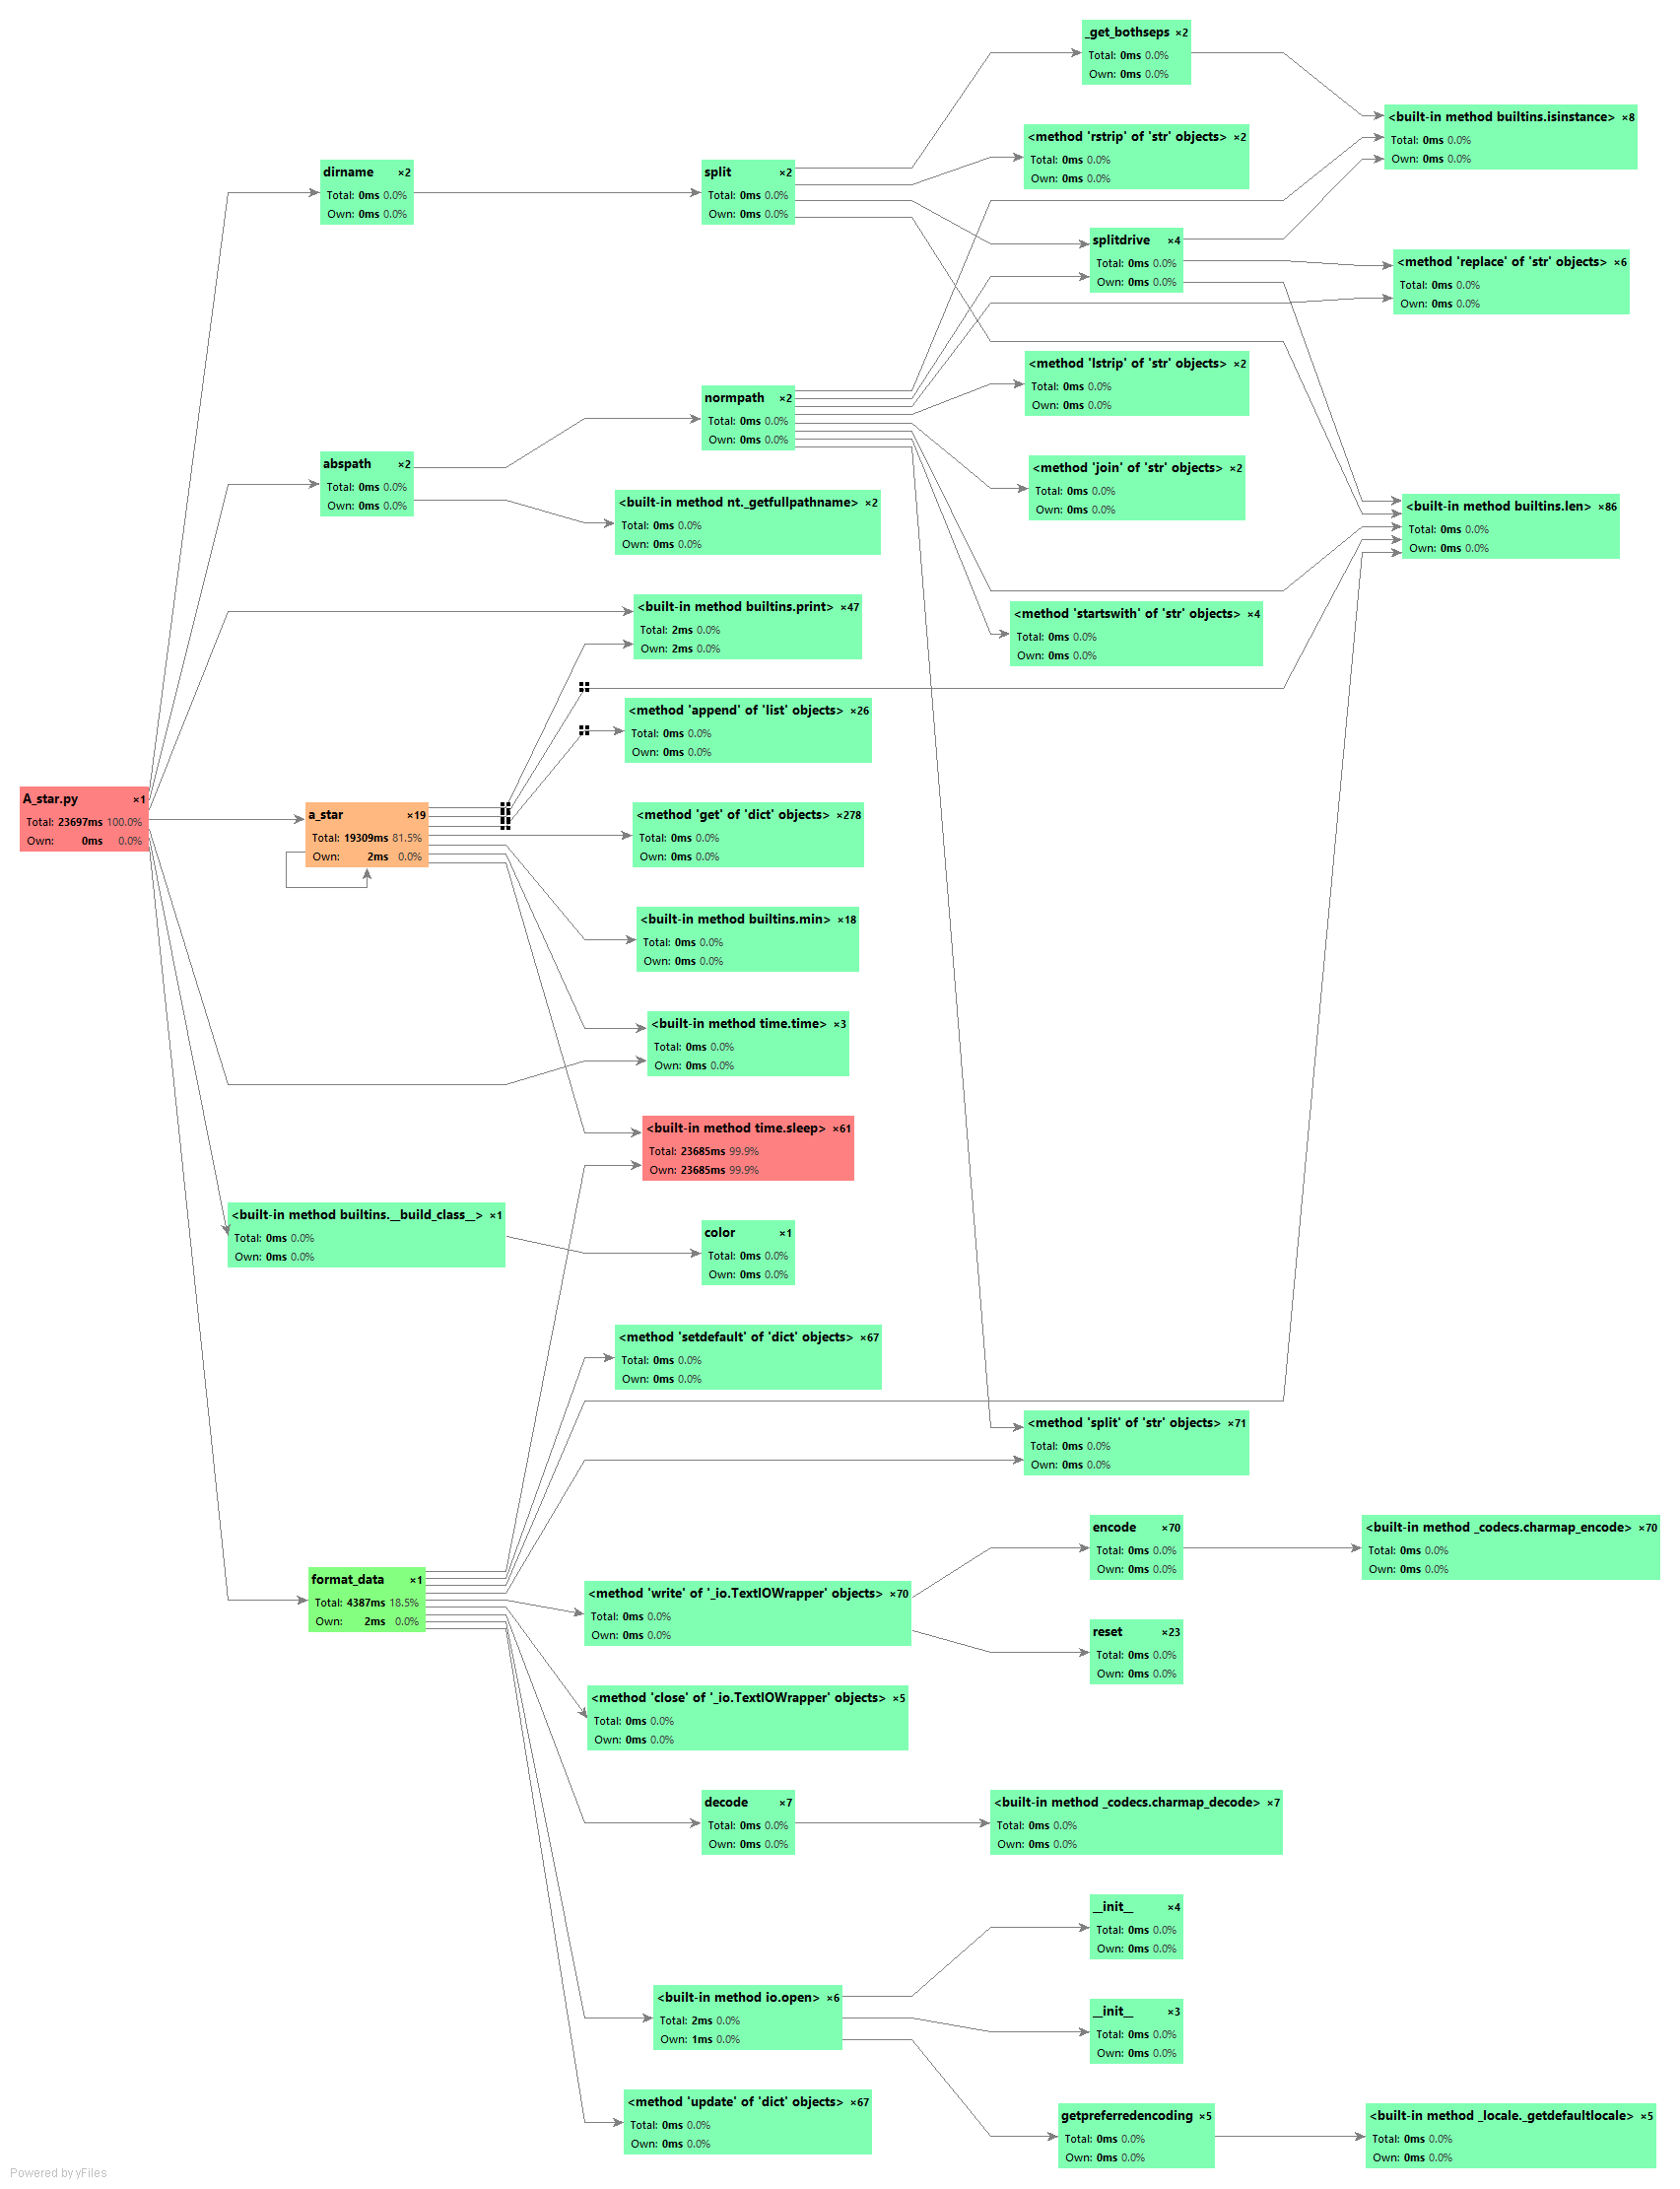 _get_bothseps ×2
Total: 0ms 0.0%
Own: 0ms 0.0%
<built-in method builtins.isinstance> ×8
Total: 0ms 0.0%
Own: 0ms 0.0%
<method 'rstrip' of 'str' objects> ×2
Total: 0ms 0.0%
Own: 0ms 0.0%
dirname ×2
Total: 0ms 0.0%
Own: 0ms 0.0%
split ×2
Total: 0ms 0.0%
Own: 0ms 0.0%
splitdrive ×4
Total: 0ms 0.0%
Own: 0ms 0.0%
<method 'replace' of 'str' objects> ×6
Total: 0ms 0.0%
Own: 0ms 0.0%
<method 'lstrip' of 'str' objects> ×2
Total: 0ms 0.0%
Own: 0ms 0.0%
normpath ×2
Total: 0ms 0.0%
Own: 0ms 0.0%
abspath ×2
Total: 0ms 0.0%
Own: 0ms 0.0%
<method 'join' of 'str' objects> ×2
Total: 0ms 0.0%
Own: 0ms 0.0%
<built-in method nt._getfullpathname> ×2
Total: 0ms 0.0%
Own: 0ms 0.0%
<built-in method builtins.len> ×86
Total: 0ms 0.0%
Own: 0ms 0.0%
<built-in method builtins.print> ×47
Total: 2ms 0.0%
Own: 2ms 0.0%
<method 'startswith' of 'str' objects> ×4
Total: 0ms 0.0%
Own: 0ms 0.0%
<method 'append' of 'list' objects> ×26
Total: 0ms 0.0%
Own: 0ms 0.0%
A_star.py ×1
Total: 23697ms 100.0%
Own: 0ms 0.0%
a_star ×19
Total: 19309ms 81.5%
Own: 2ms 0.0%
<method 'get' of 'dict' objects> ×278
Total: 0ms 0.0%
Own: 0ms 0.0%
<built-in method builtins.min> ×18
Total: 0ms 0.0%
Own: 0ms 0.0%
<built-in method time.time> ×3
Total: 0ms 0.0%
Own: 0ms 0.0%
<built-in method time.sleep> ×61
Total: 23685ms 99.9%
Own: 23685ms 99.9%
<built-in method builtins.__build_class__> ×1
Total: 0ms 0.0%
Own: 0ms 0.0%
color ×1
Total: 0ms 0.0%
Own: 0ms 0.0%
<method 'setdefault' of 'dict' objects> ×67
Total: 0ms 0.0%
Own: 0ms 0.0%
<method 'split' of 'str' objects> ×71
Total: 0ms 0.0%
Own: 0ms 0.0%
encode ×70
Total: 0ms 0.0%
Own: 0ms 0.0%
<built-in method _codecs.charmap_encode> ×70
Total: 0ms 0.0%
Own: 0ms 0.0%
format_data ×1
Total: 4387ms 18.5%
Own: 2ms 0.0%
<method 'write' of '_io.TextIOWrapper' objects> ×70
Total: 0ms 0.0%
Own: 0ms 0.0%
reset ×23
Total: 0ms 0.0%
Own: 0ms 0.0%
<method 'close' of '_io.TextIOWrapper' objects> ×5
Total: 0ms 0.0%
Own: 0ms 0.0%
decode ×7
Total: 0ms 0.0%
Own: 0ms 0.0%
<built-in method _codecs.charmap_decode> ×7
Total: 0ms 0.0%
Own: 0ms 0.0%
__init__ ×4
Total: 0ms 0.0%
Own: 0ms 0.0%
<built-in method io.open> ×6
Total: 2ms 0.0%
Own: 1ms 0.0%
__init__ ×3
Total: 0ms 0.0%
Own: 0ms 0.0%
<method 'update' of 'dict' objects> ×67
Total: 0ms 0.0%
Own: 0ms 0.0%
getpreferredencoding ×5
Total: 0ms 0.0%
Own: 0ms 0.0%
<built-in method _locale._getdefaultlocale> ×5
Total: 0ms 0.0%
Own: 0ms 0.0%
Powered by yFiles